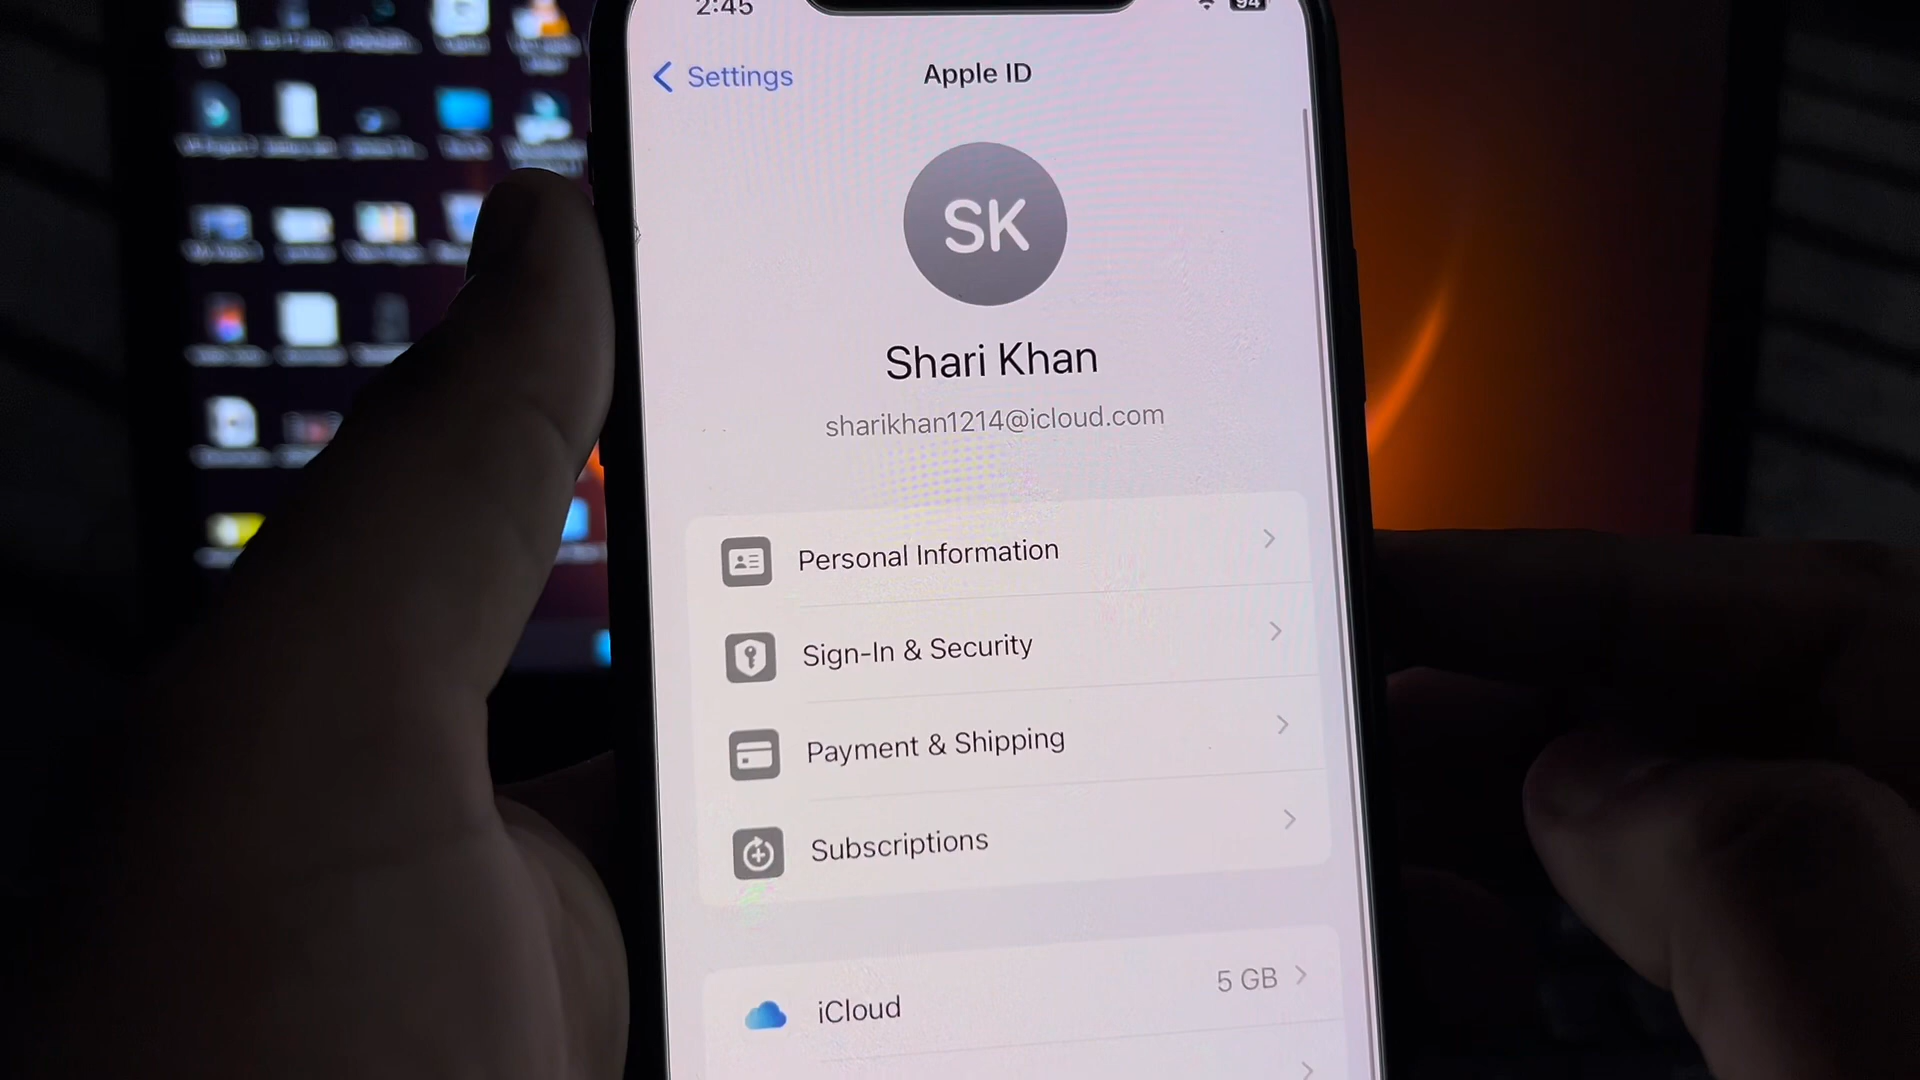 2:45
94
Settings
Apple ID
SK
Shari Khan
sharikhan1214@icloud.com
Personal Information
Sign-In & Security
Payment & Shipping
Subscriptions
iCloud
5 GB